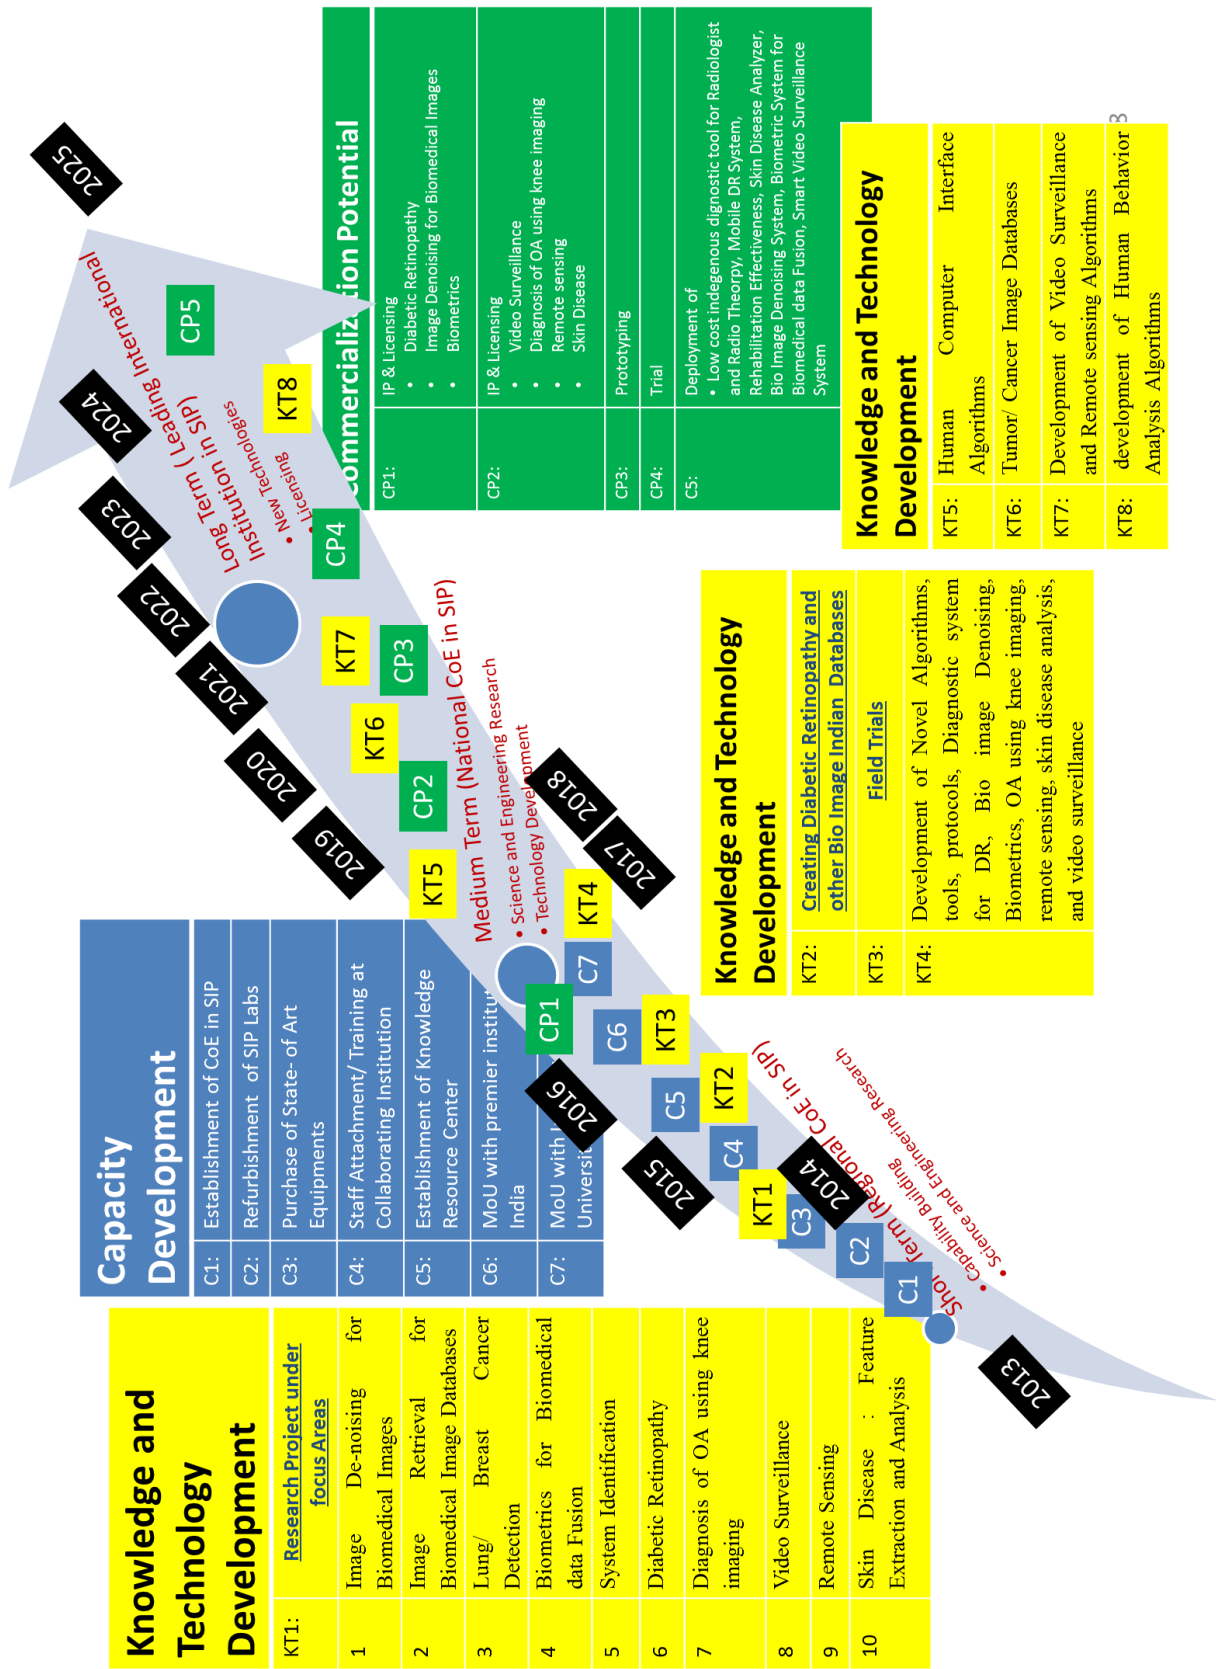 Knowledge and
Technology
Development
KT1:
Research Project under
focus Areas
1
Image De-noising for
Biomedical Images
2
Image Retrieval for
Biomedical Image Databases
3
Lung/ Breast Cancer
Detection
4
Biometrics for Biomedical
data Fusion
5
System Identification
6
Diabetic Retinopathy
7
Diagnosis of OA using knee
imaging
8
Video Surveillance
9
Remote Sensing
10
Skin Disease : Feature
Extraction and Analysis
Capacity
Development
C1:
Establishment of CoE in SIP
C2:
Refurbishment of SIP Labs
C3:
Purchase of State- of Art
Equipments
C4:
Staff Attachment/ Training at
Collaborating Institution
C5:
Establishment of Knowledge
Resource Center
C6:
MoU with premier institu
India
C7:
MoU with
Universi
2013
2014
2015
2016
2017
2018
2019
2020
2021
2022
2023
2024
2025
C1
C2
C3
KT1
C4
C5
KT2
C6
KT3
C7
KT4
CP1
KT5
CP2
KT6
CP3
KT7
CP4
KT8
CP5
Shor Term (Regional CoE in SIP)
• Capability Building
• Science and Engineering Research
Medium Term (National CoE in SIP)
• Science and Engineering Research
• Technology Development
Long Term ( Leading International
Institution in SIP)
• New Technologies
• Licensing
Commercialization Potential
CP1:
IP & Licensing
• Diabetic Retinopathy
• Image Denoising for Biomedical Images
• Biometrics
CP2:
IP & Licensing
• Video Surveillance
• Diagnosis of OA using knee imaging
• Remote sensing
• Skin Disease
CP3:
Prototyping
CP4:
Trial
C5:
Deployment of
• Low cost indegenous dignostic tool for Radiologist
and Radio Theorpy, Mobile DR System,
Rehabilitation Effectiveness, Skin Disease Analyzer,
Bio Image Denoising System, Biometric System for
Biomedical data Fusion, Smart Video Surveillance
System
Knowledge and Technology
Development
KT2:
Creating Diabetic Retinopathy and
other Bio Image Indian Databases
KT3:
Field Trials
KT4:
Development of Novel Algorithms,
tools, protocols, Diagnostic system
for DR, Bio image Denoising,
Biometrics, OA using knee imaging,
remote sensing, skin disease analysis,
and video surveillance
Knowledge and Technology
Development
KT5:
Human Computer Interface
Algorithms
KT6:
Tumor/ Cancer Image Databases
KT7:
Development of Video Surveillance
and Remote sensing Algorithms
KT8:
development of Human Behavior
Analysis Algorithms